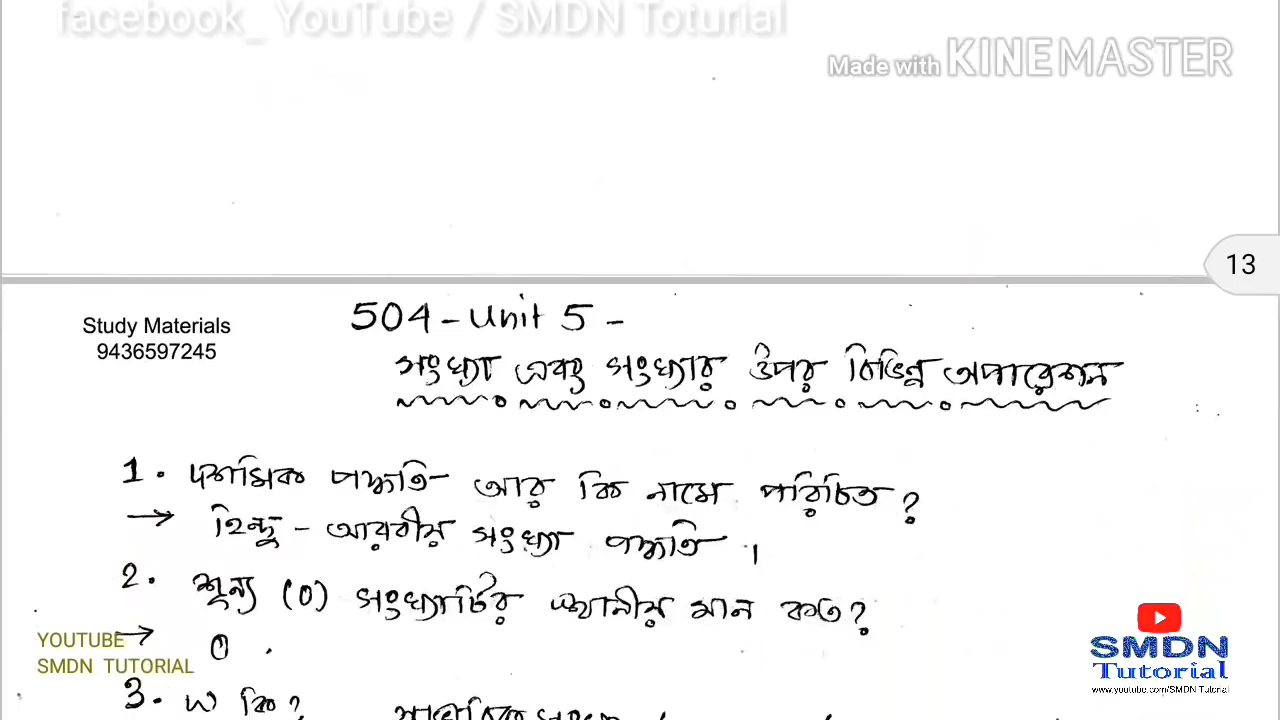 facebook_ YouTube / SMDN Toturial
Made with KINEMASTER
13
Study Materials
9436597245
504 - Unit 5 -
সংখ্যা এবং সংখ্যার উপর বিভিন্ন অপারেশন
1. দশমিক পদ্ধতি আর কি নামে পরিচিত?
→ হিন্দু - আরবীয় সংখ্যা পদ্ধতি ।
2. শূন্য (0) সংখ্যাটির স্থানীয় মান কত?
→ 0 .
YOUTUBE
SMDN TUTORIAL
3. W কি?
SMDN
Tutorial
www.youtube.com/SMDN Tutorial